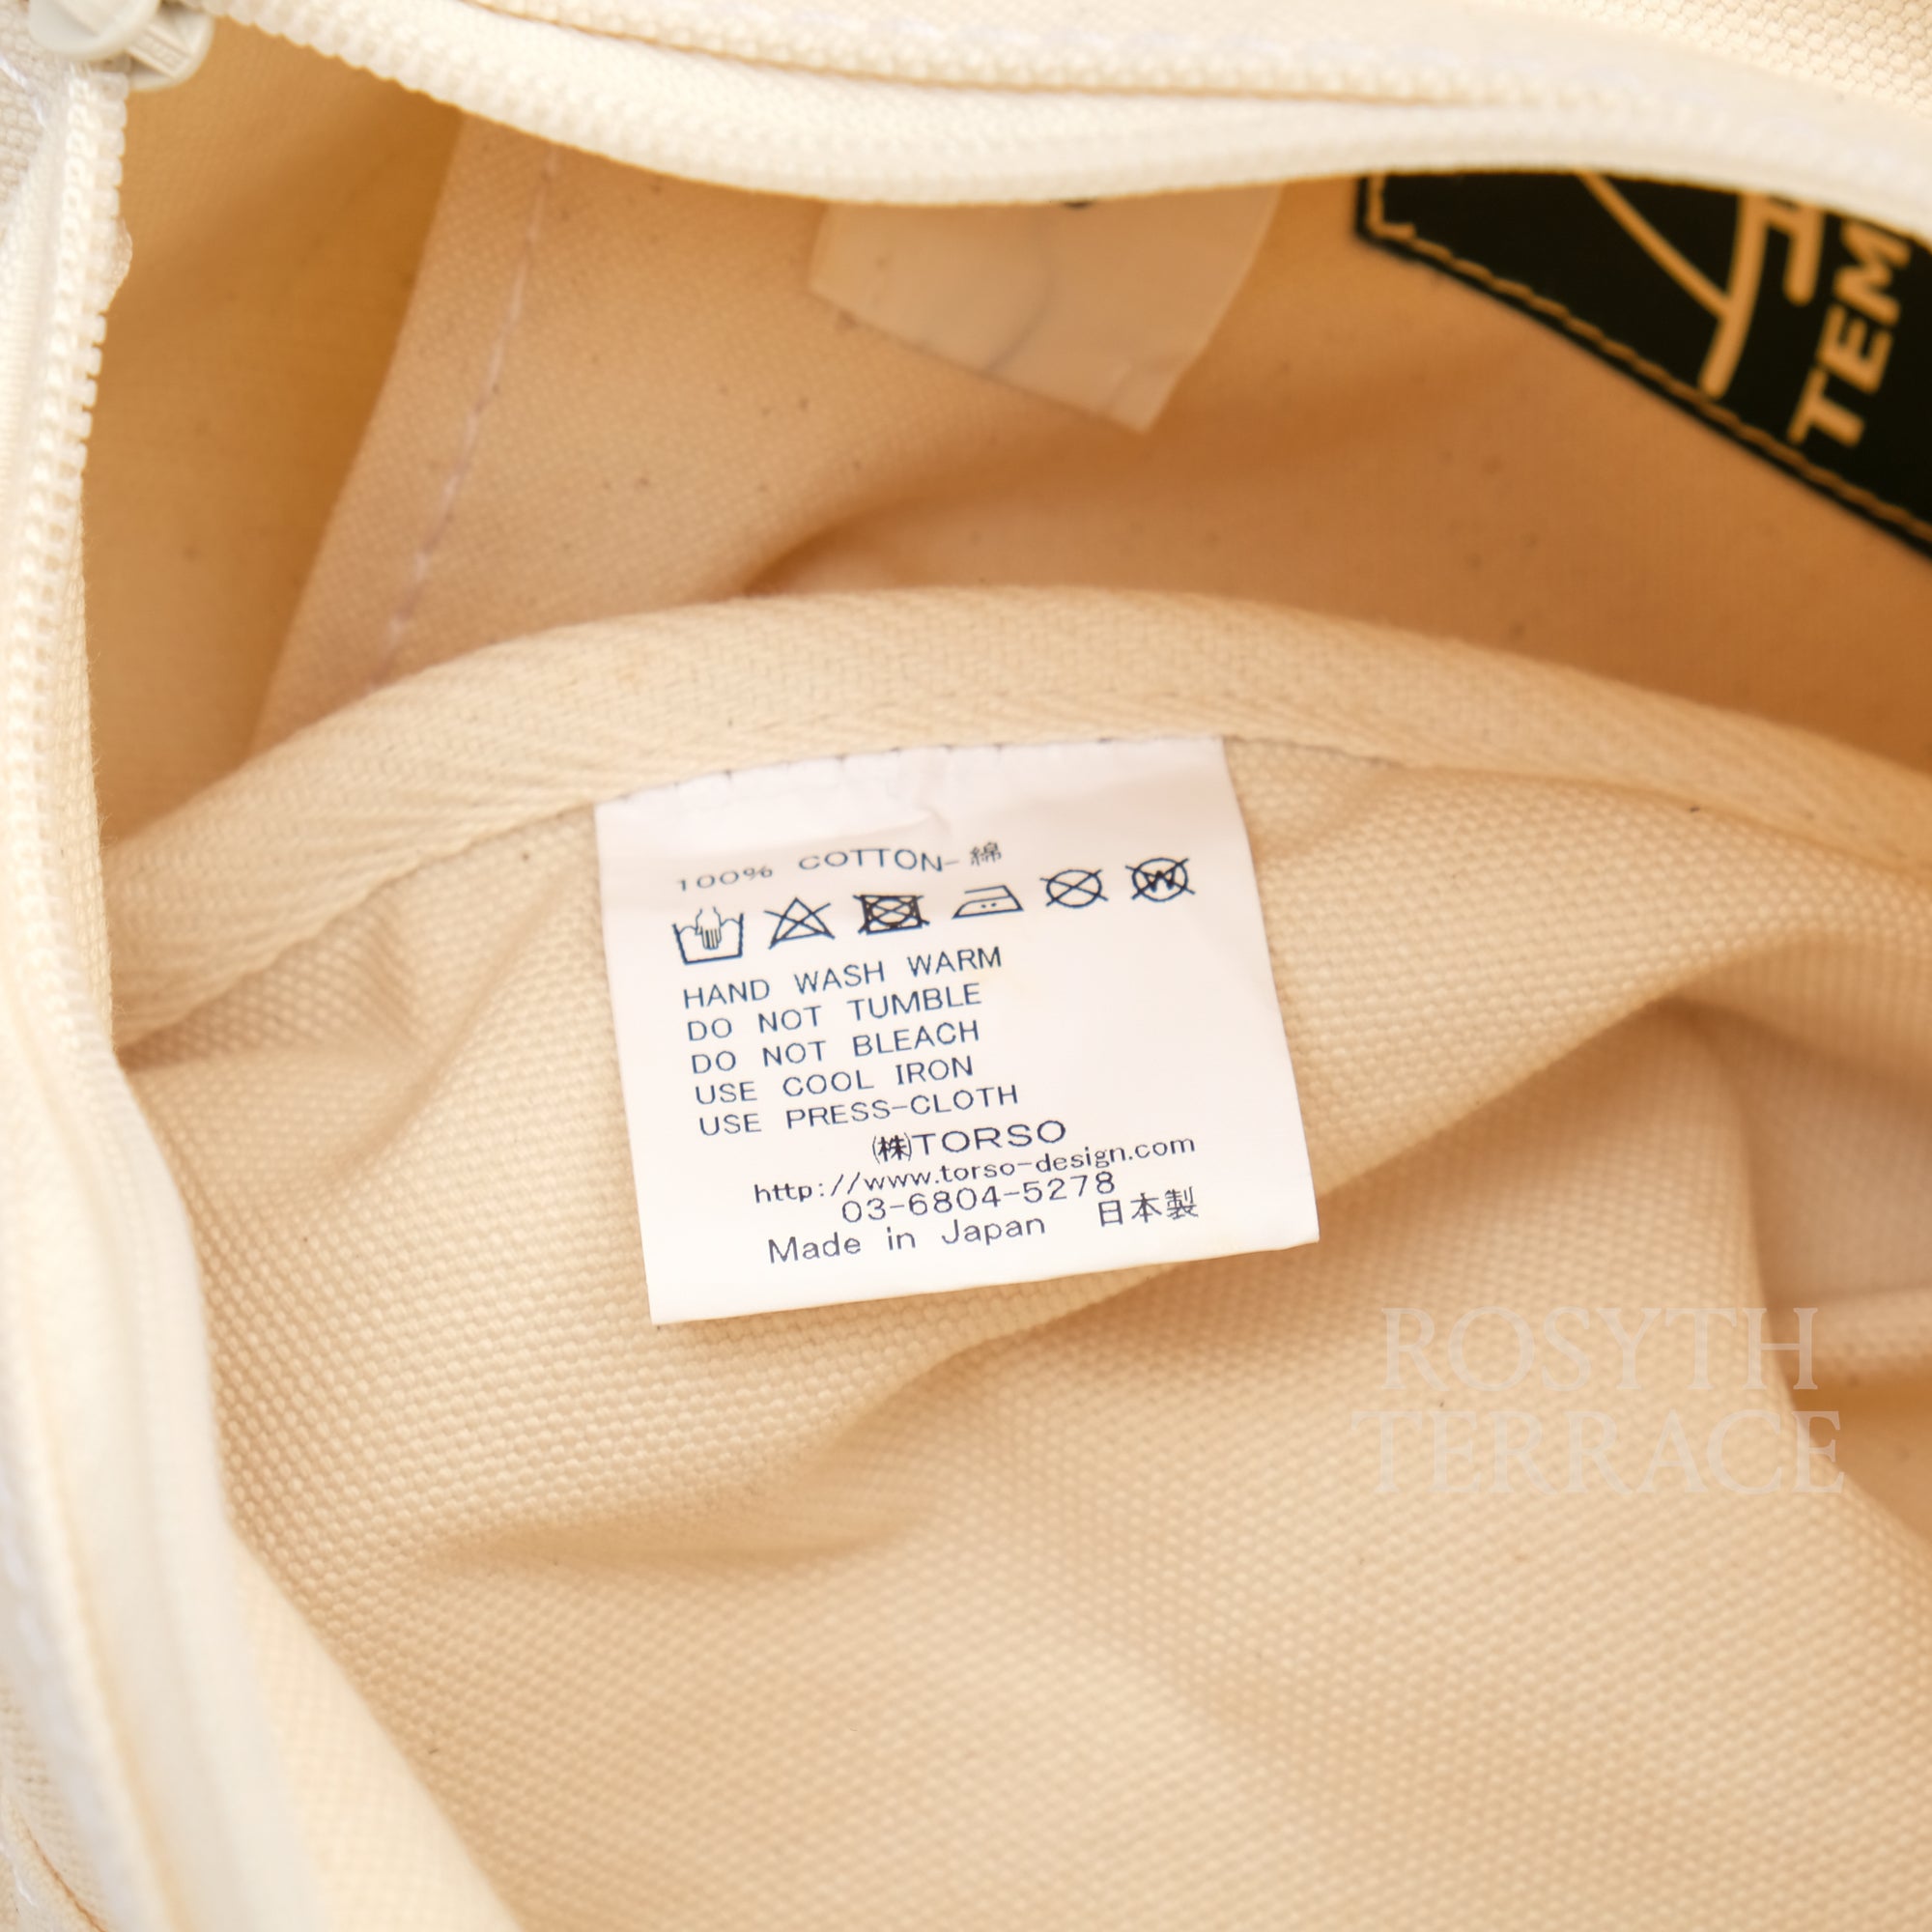 TEM
100% COTTON-綿
HAND WASH WARM
DO NOT TUMBLE
DO NOT BLEACH
USE COOL IRON
USE PRESS-CLOTH
㈱TORSO
http://www.torso-design.com
03-6804-5278
Made in Japan 日本製
ROSYTH
TERRACE